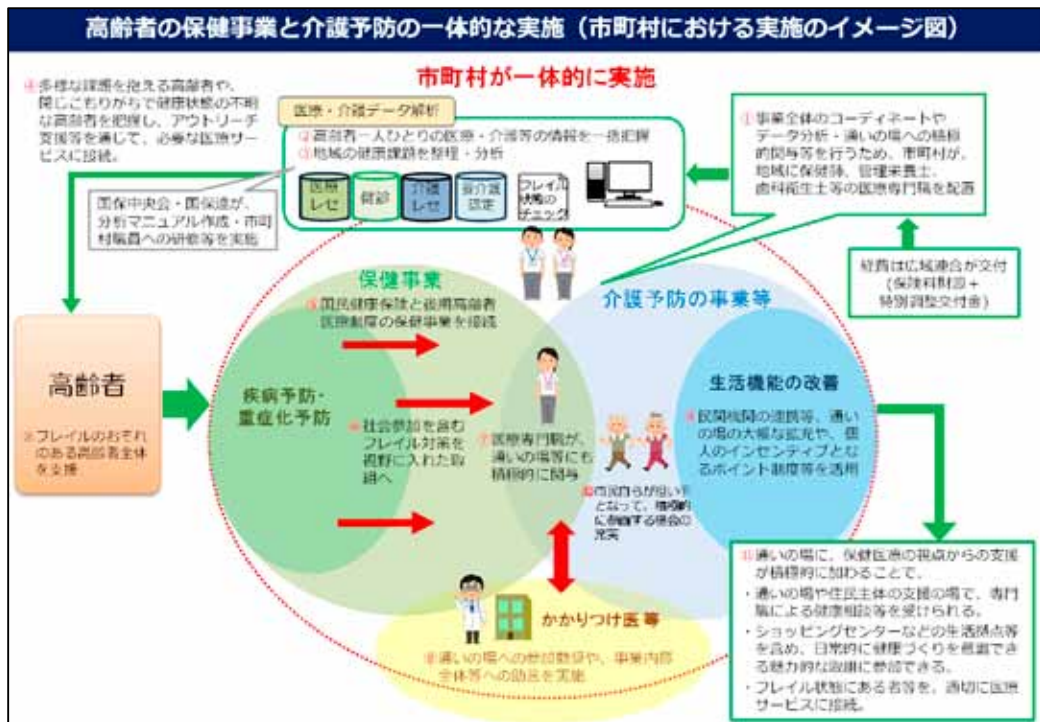 高齢者の保健事業と介護予防の一体的な実施（市町村における実施のイメージ図）
市町村が一体的に実施
④多様な課題を抱える高齢者や、
閉じこもりがちで健康状態の不明
な高齢者を把握し、アウトリーチ
支援等を通じて、必要な医療サー
ビスに接続。
医療・介護データ解析
②高齢者一人ひとりの医療・介護等の情報を一括把握
③地域の健康課題を整理・分析
医療
レセ
健診
介護
レセ
要介護
認定
フレイル
状態の
チェック
国保中央会・国保連が、
分析マニュアル作成・市町
村職員への研修等を実施
①事業全体のコーディネートや
データ分析・通いの場への積極
的関与等を行うため、市町村が、
地域に保健師、管理栄養士、
歯科衛生士等の医療専門職を配置
経費は広域連合が交付
(保険料財源＋
特別調整交付金)
保健事業
⑤国民健康保険と後期高齢者
医療制度の保健事業を接続
介護予防の事業等
高齢者
※フレイルのおそれ
のある高齢者全体
を支援
疾病予防・
重症化予防
⑥社会参加を含む
フレイル対策を
視野に入れた取
組へ
⑦医療専門職が、
通いの場等にも
積極的に関与
生活機能の改善
民間機関の連携等、通い
の場の大幅な拡充や、個
人のインセンティブとな
るポイント制度等を活用
⑩市民自らが担い手
となって、積極的
に参画する機会の
充実
かかりつけ医等
通いの場への参加勧奨や、事業内容
全体等への助言を実施
⑪通いの場に、保健医療の視点からの支援
が積極的に加わることで、
・通いの場や住民主体の支援の場で、専門
職による健康相談等を受けられる。
・ショッピングセンターなどの生活拠点等
を含め、日常的に健康づくりを意識でき
る魅力的な取組に参加できる。
・フレイル状態にある者等を、適切に医療
サービスに接続。